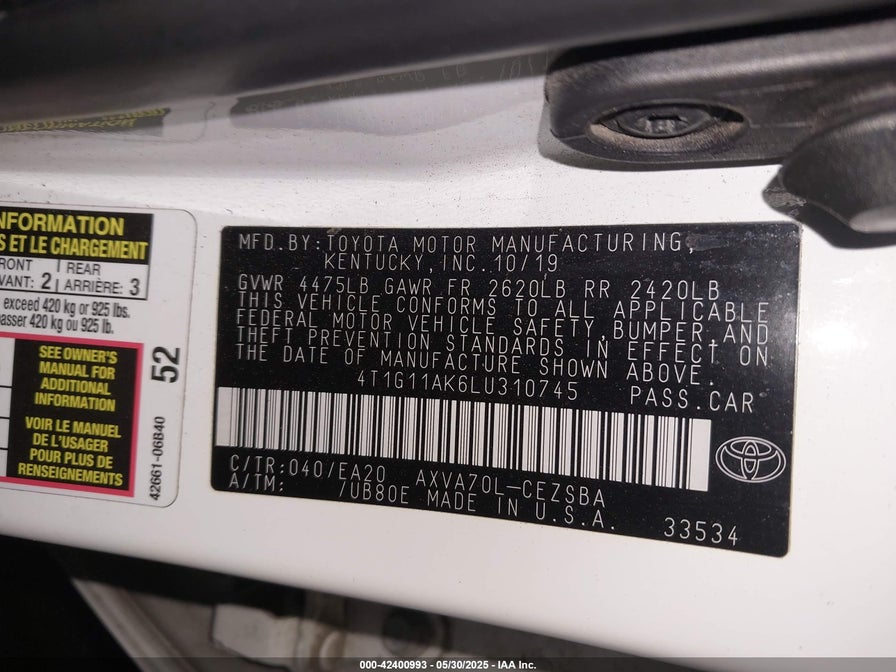 NFORMATION
S ET LE CHARGEMENT
FRONT REAR
VANT: 2 ARRIÈRE: 3
exceed 420 kg or 925 lbs.
passer 420 kg ou 925 lb.
SEE OWNER'S
MANUAL FOR
ADDITIONAL
INFORMATION
VOIR LE MANUEL
DE L'USAGER
POUR PLUS DE
RENSEIGNEMENTS
52
42661-06B40
MFD. BY: TOYOTA MOTOR MANUFACTURING,
KENTUCKY, INC. 10/19
GVWR 4475LB GAWR FR 2620LB RR 2420LB
THIS VEHICLE CONFORMS TO ALL APPLICABLE
FEDERAL MOTOR VEHICLE SAFETY, BUMPER, AND
THEFT PREVENTION STANDARDS IN EFFECT ON
THE DATE OF MANUFACTURE SHOWN ABOVE.
4T1G11AK6LU310745 PASS.CAR
C/TR: 040/EA20 AXVA70L-CEZSBA
A/TM: /UB80E MADE IN U.S.A.
33534
000-42400993 - 05/30/2025 - IAA Inc.